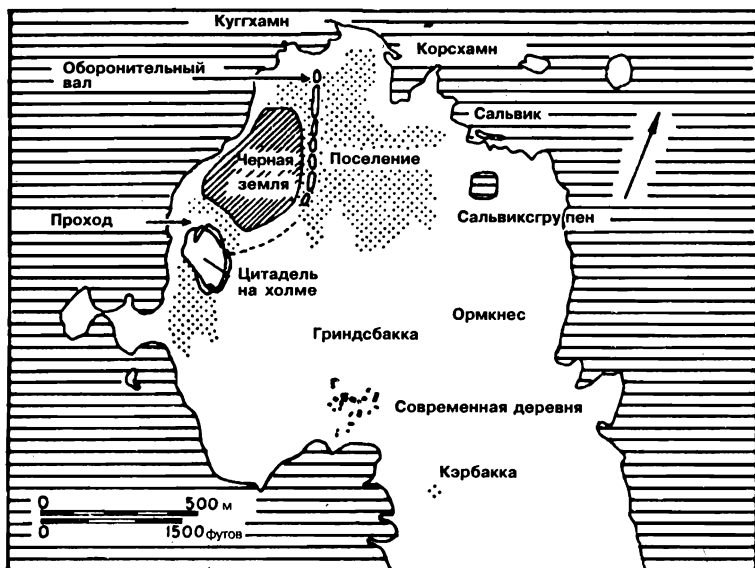 Куггхамн
Корсхамн
Оборонительный
вал
Сальвик
Черная
земля
Поселение
Проход
Сальвиксгрупен
Цитадель
на холме
Ормкнес
Гриндсбакка
Современная деревня
Кэрбакка
0 500 м
0 1500 футов